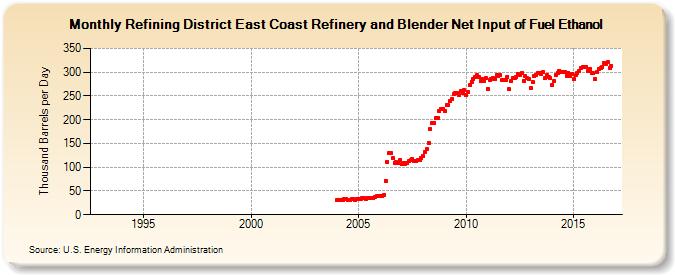 Monthly Refining District East Coast Refinery and Blender Net Input of Fuel Ethanol
Thousand Barrels per Day
350
300
250
200
150
100
50
0
1995 2000 2005 2010 2015
Source: U.S. Energy Information Administration